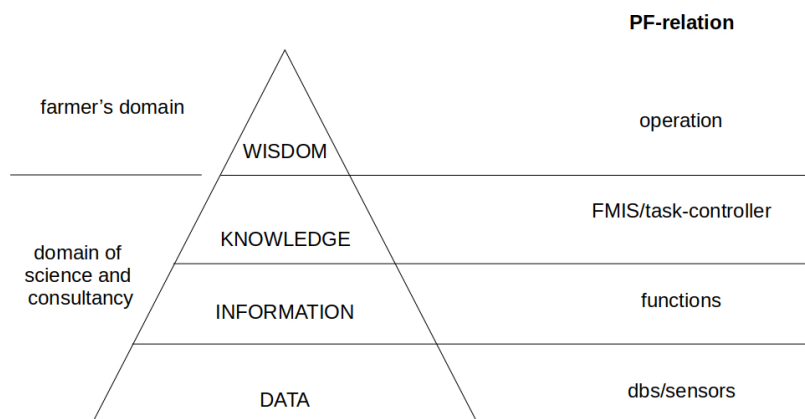 PF-relation
farmer's domain
operation
WISDOM
FMIS/task-controller
KNOWLEDGE
domain of
science and
consultancy
functions
INFORMATION
dbs/sensors
DATA